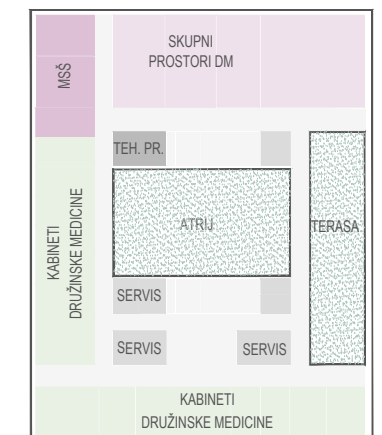 SKUPNI
PROSTORI DM
MSŠ
TEH. PR.
KABINETI
DRUŽINSKE MEDICINE
ATRIJ
TERASA
SERVIS
SERVIS
SERVIS
KABINETI
DRUŽINSKE MEDICINE